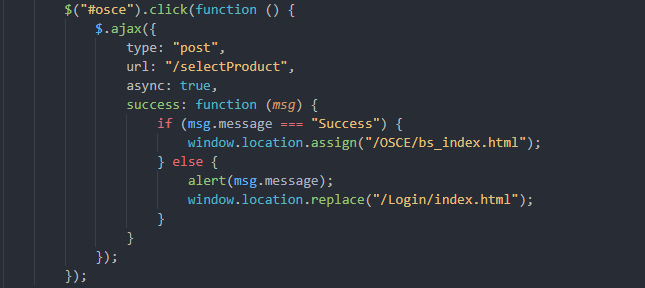 $("#osce").click(function () {
$.ajax({
type: "post",
url: "/selectProduct",
async: true,
success: function (msg) {
if (msg.message === "Success") {
window.location.assign("/OSCE/bs_index.html");
} else {
alert(msg.message);
window.location.replace("/Login/index.html");
}
}
});
});